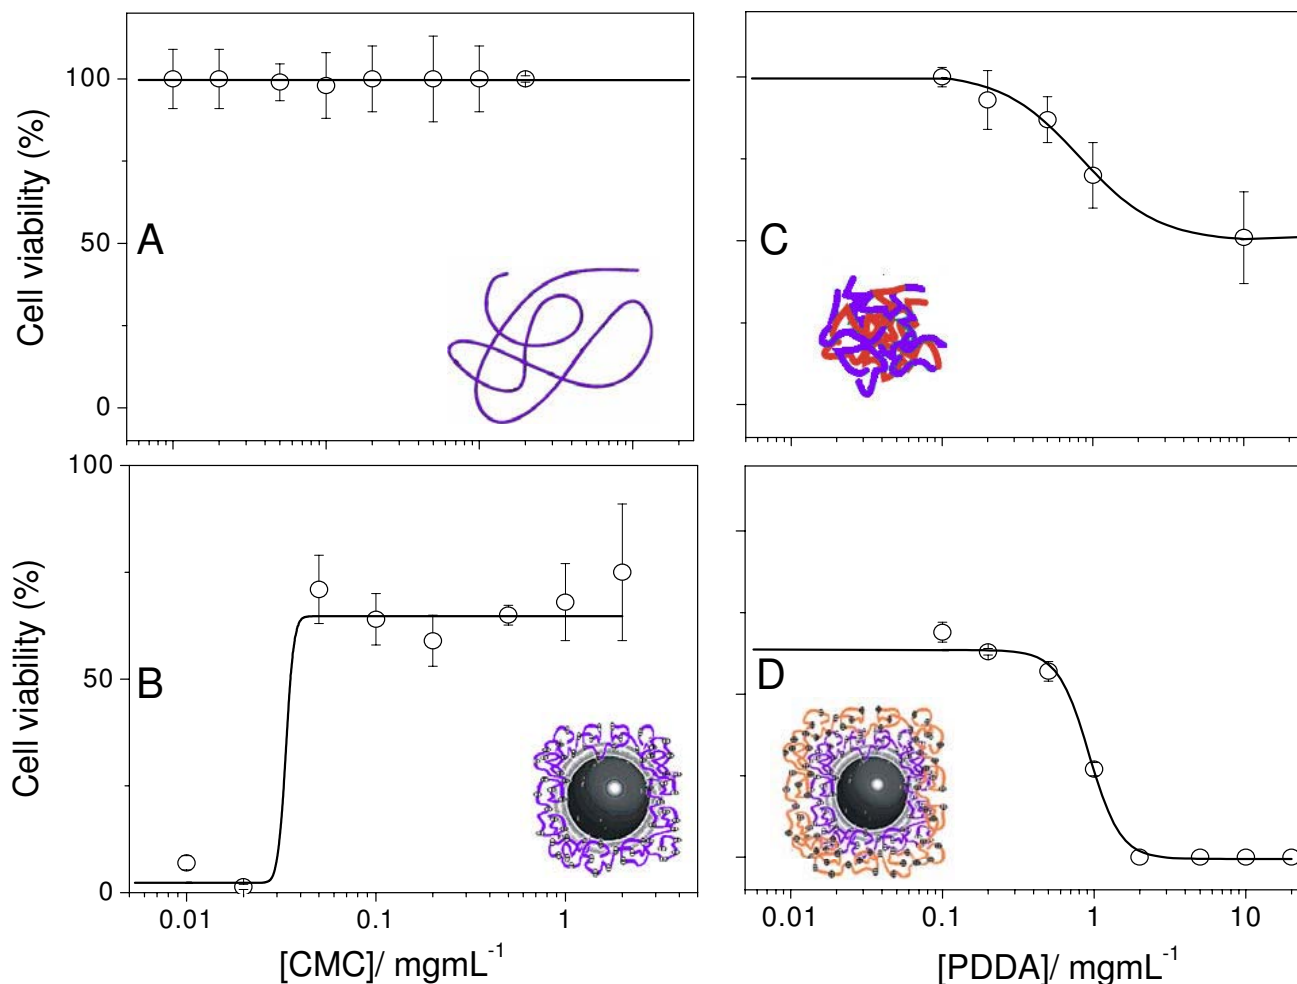 Cell viability (%)
100
50
0
A
C
Cell viability (%)
100
50
0
B
D
0.01
0.1
1
0.01
0.1
1
10
[CMC]/ mgmL⁻¹
[PDDA]/ mgmL⁻¹